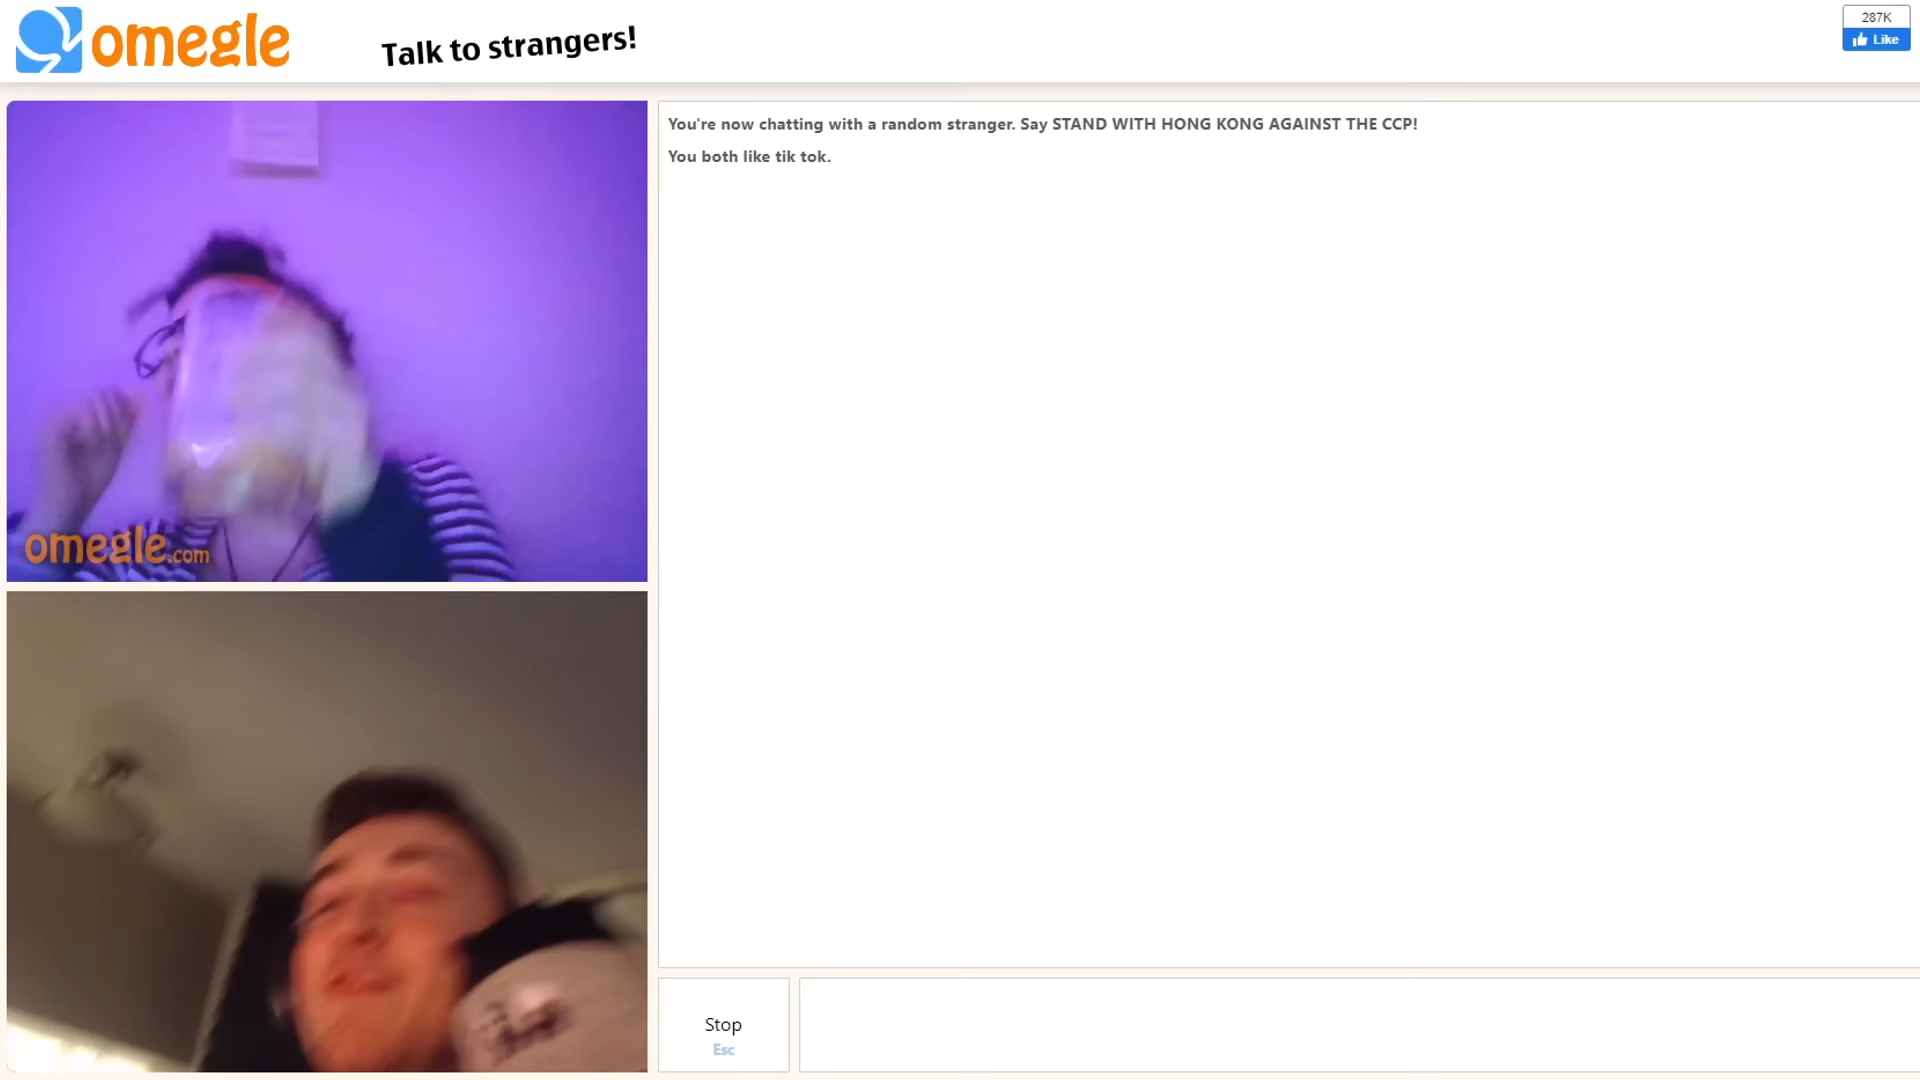 omegle
Talk to strangers!
287K
Like
You're now chatting with a random stranger. Say STAND WITH HONG KONG AGAINST THE CCP!
You both like tik tok.
omegle.com
Stop
Esc